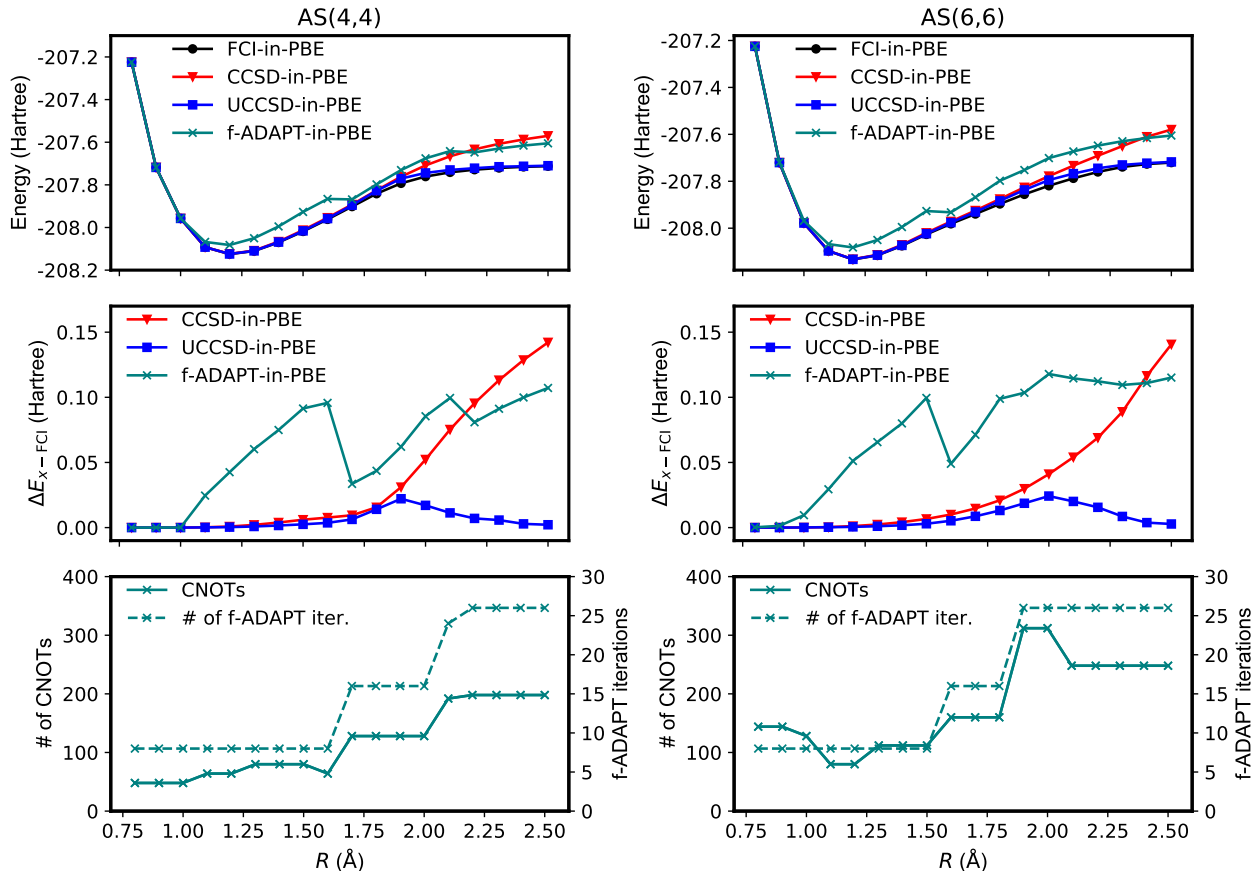 AS(4,4)
Energy (Hartree)
-207.2
-207.4
-207.6
-207.8
-208.0
-208.2
FCI-in-PBE
CCSD-in-PBE
UCCSD-in-PBE
f-ADAPT-in-PBE
AS(6,6)
Energy (Hartree)
-207.2
-207.4
-207.6
-207.8
-208.0
FCI-in-PBE
CCSD-in-PBE
UCCSD-in-PBE
f-ADAPT-in-PBE
ΔEx−FCI (Hartree)
0.15
0.10
0.05
0.00
CCSD-in-PBE
UCCSD-in-PBE
f-ADAPT-in-PBE
ΔEx−FCI (Hartree)
0.15
0.10
0.05
0.00
CCSD-in-PBE
UCCSD-in-PBE
f-ADAPT-in-PBE
# of CNOTs
400
300
200
100
0
CNOTs
# of f-ADAPT iter.
30
25
20
15
10
5
0
f-ADAPT iterations
0.75 1.00 1.25 1.50 1.75 2.00 2.25 2.50
R (Å)
# of CNOTs
400
300
200
100
0
CNOTs
# of f-ADAPT iter.
30
25
20
15
10
5
0
f-ADAPT iterations
0.75 1.00 1.25 1.50 1.75 2.00 2.25 2.50
R (Å)